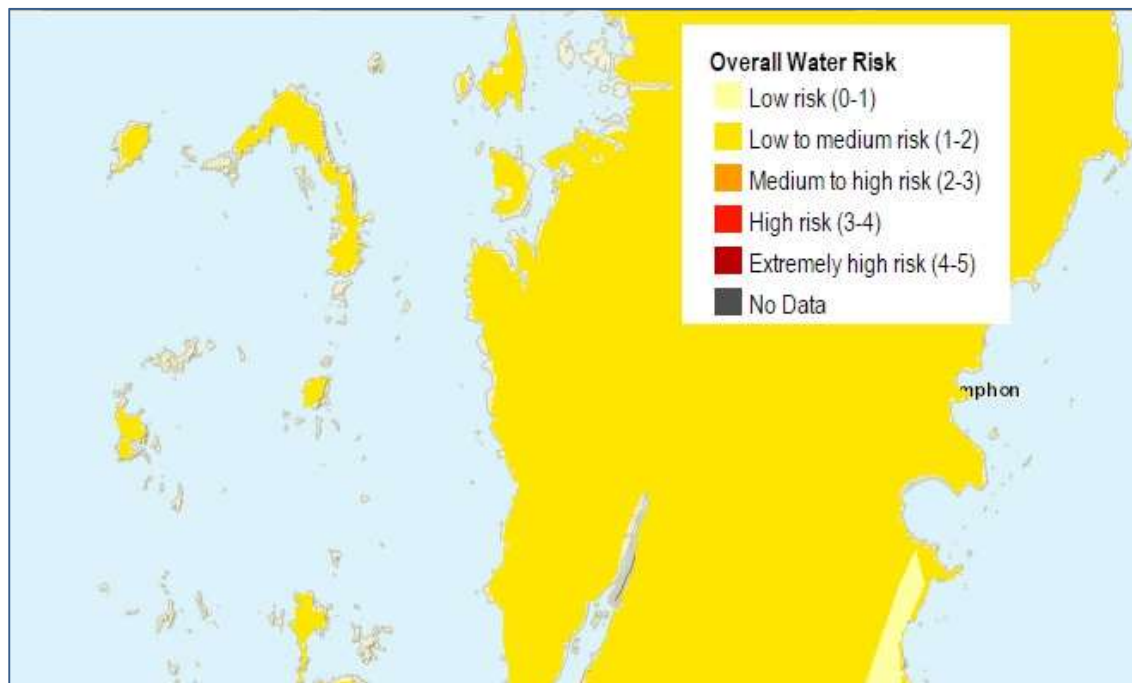 Overall Water Risk
Low risk (0-1)
Low to medium risk (1-2)
Medium to high risk (2-3)
High risk (3-4)
Extremely high risk (4-5)
No Data
mphon